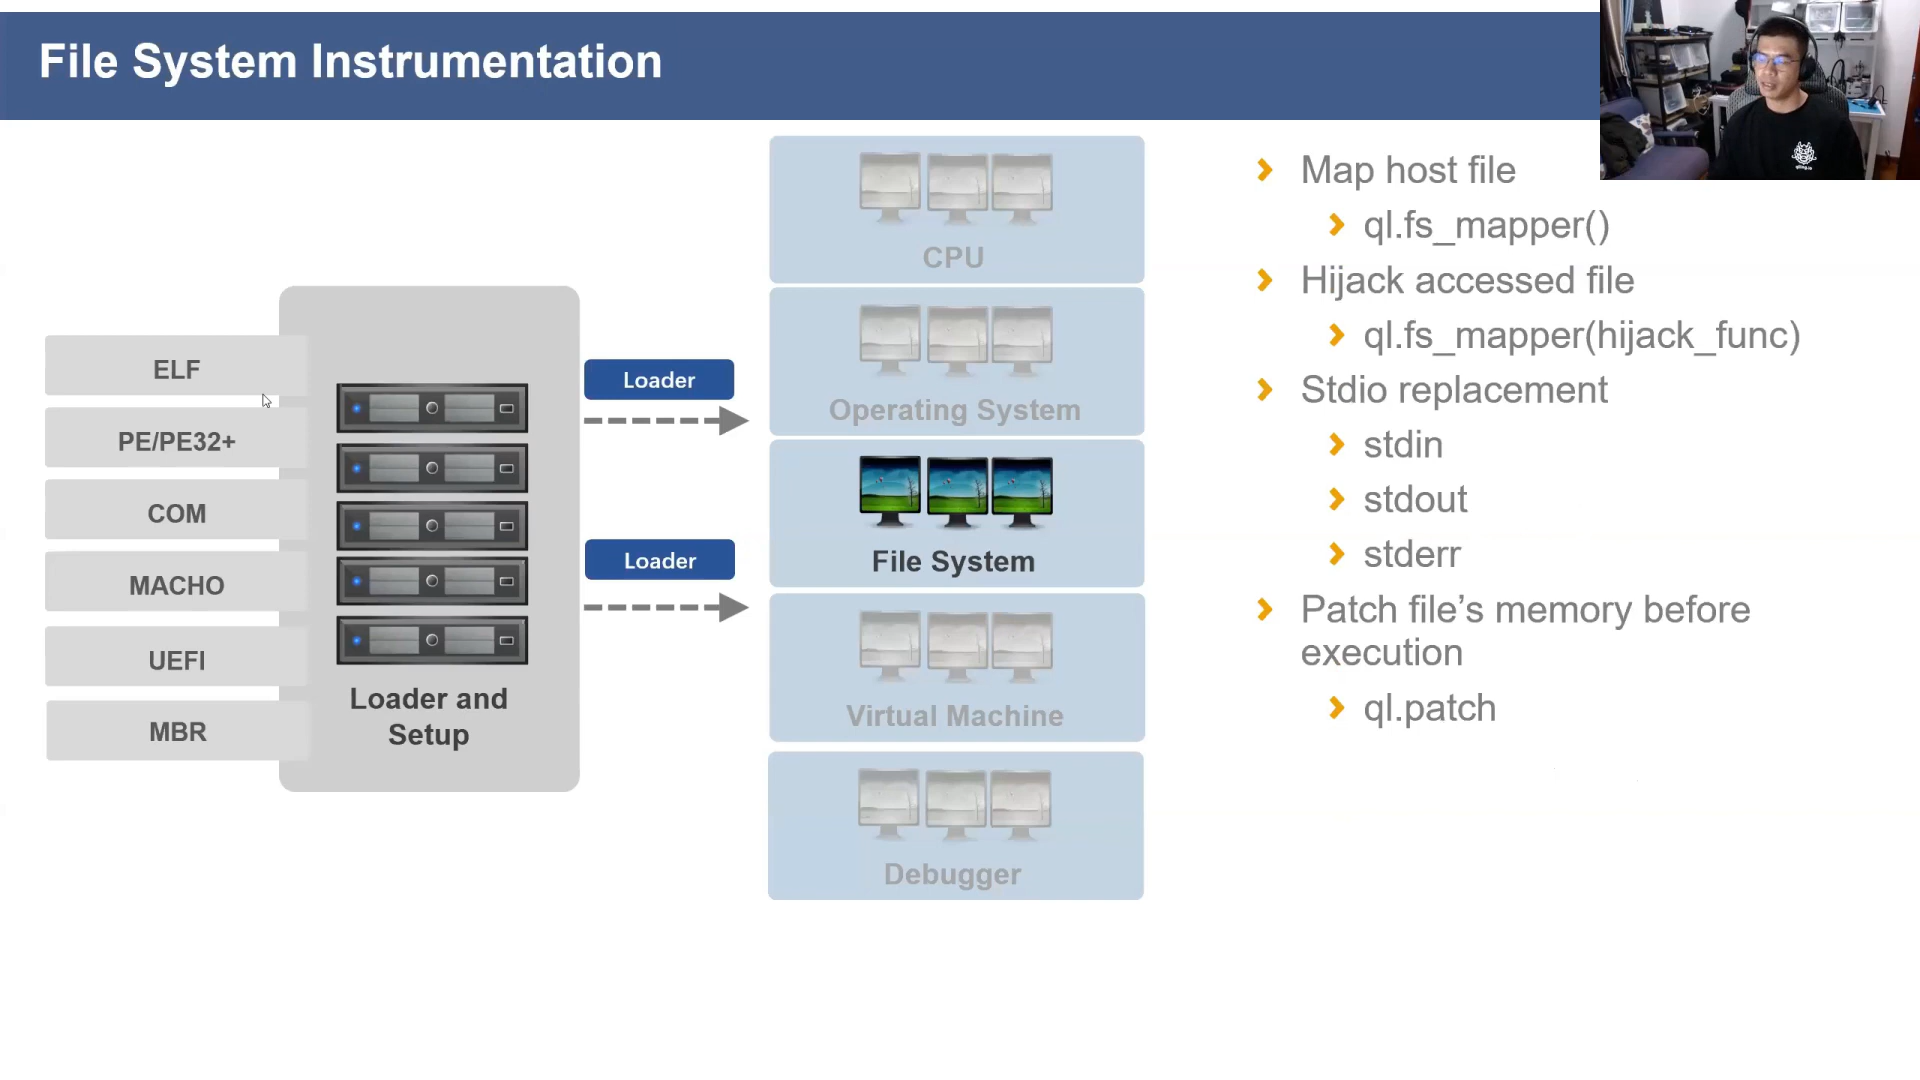 File System Instrumentation
ELF
PE/PE32+
COM
MACHO
UEFI
MBR
Loader and
Setup
Loader
Loader
CPU
Operating System
File System
Virtual Machine
Debugger
Map host file
ql.fs_mapper()
Hijack accessed file
ql.fs_mapper(hijack_func)
Stdio replacement
stdin
stdout
stderr
Patch file’s memory before
execution
ql.patch